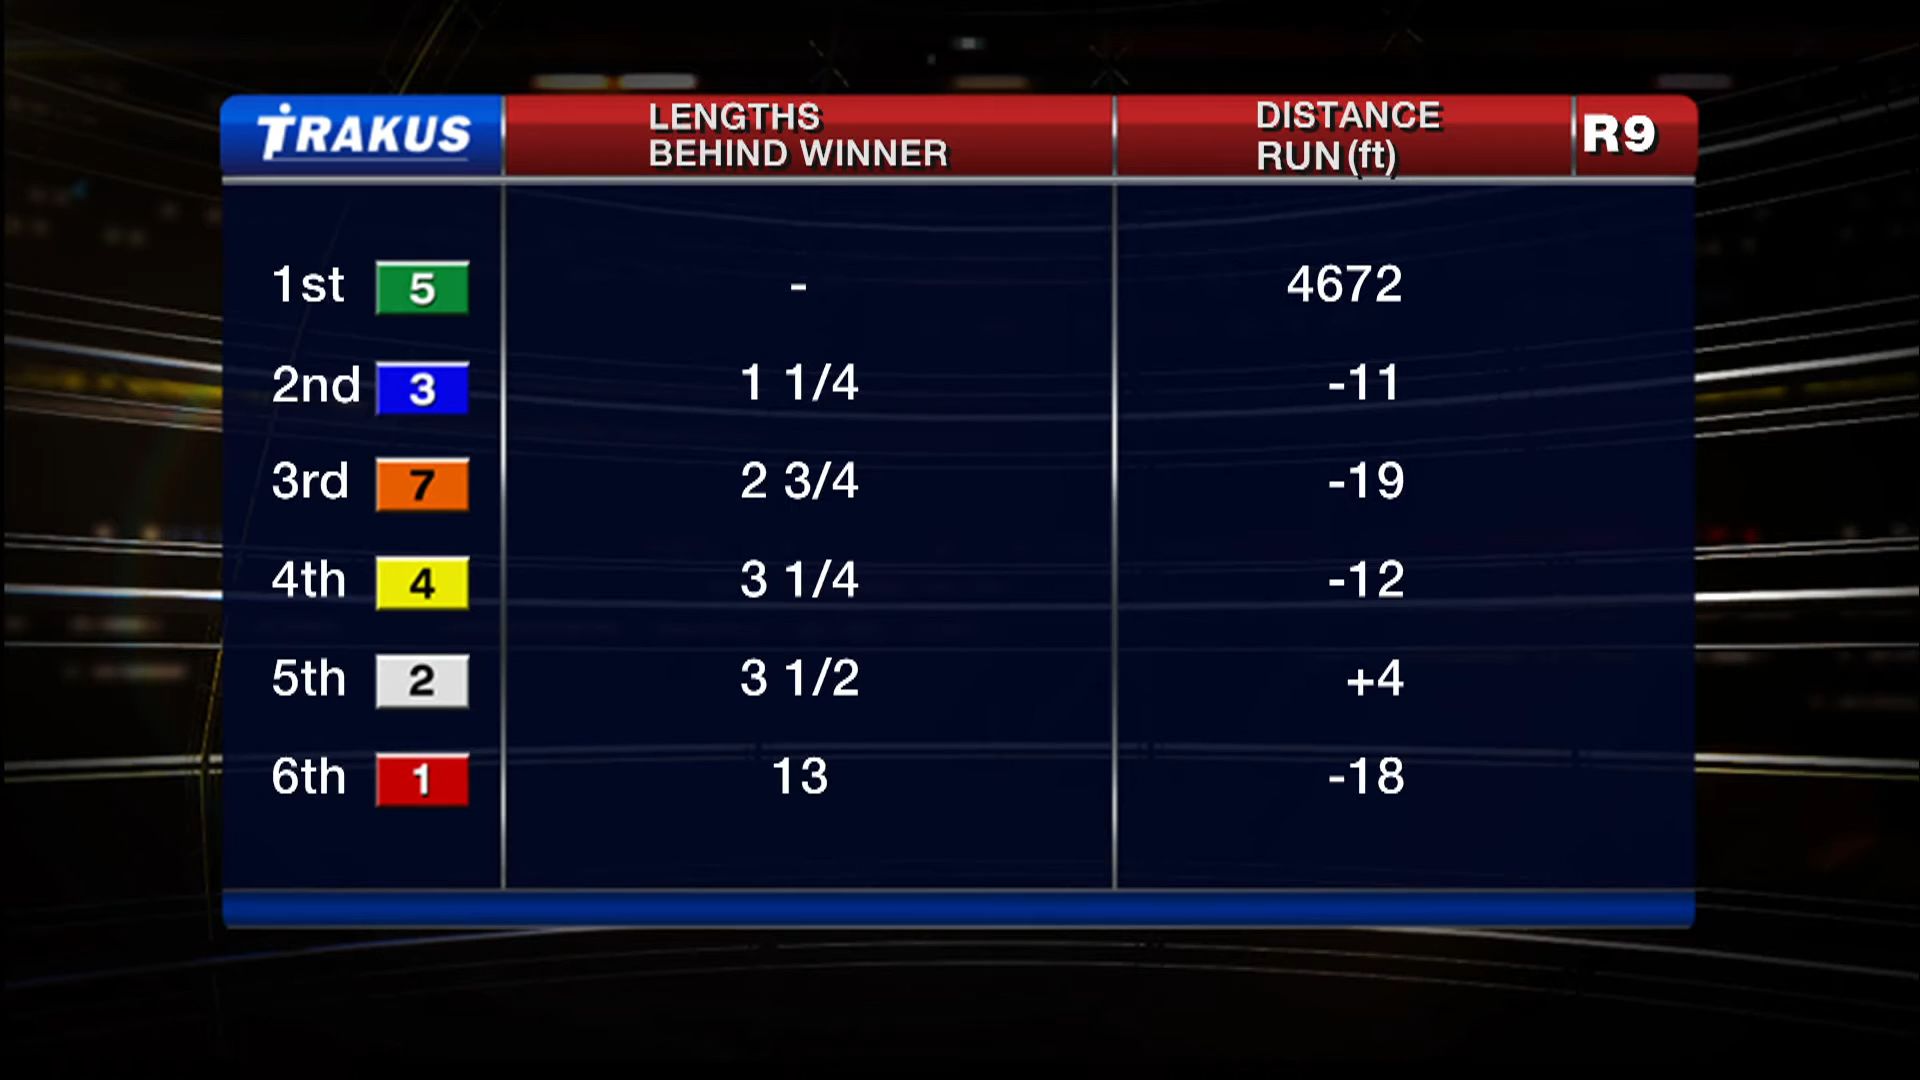 TRAKUS
LENGTHS
BEHIND WINNER
DISTANCE
RUN (ft)
R9
1st 5 - 4672
2nd 3 1 1/4 -11
3rd 7 2 3/4 -19
4th 4 3 1/4 -12
5th 2 3 1/2 +4
6th 1 13 -18